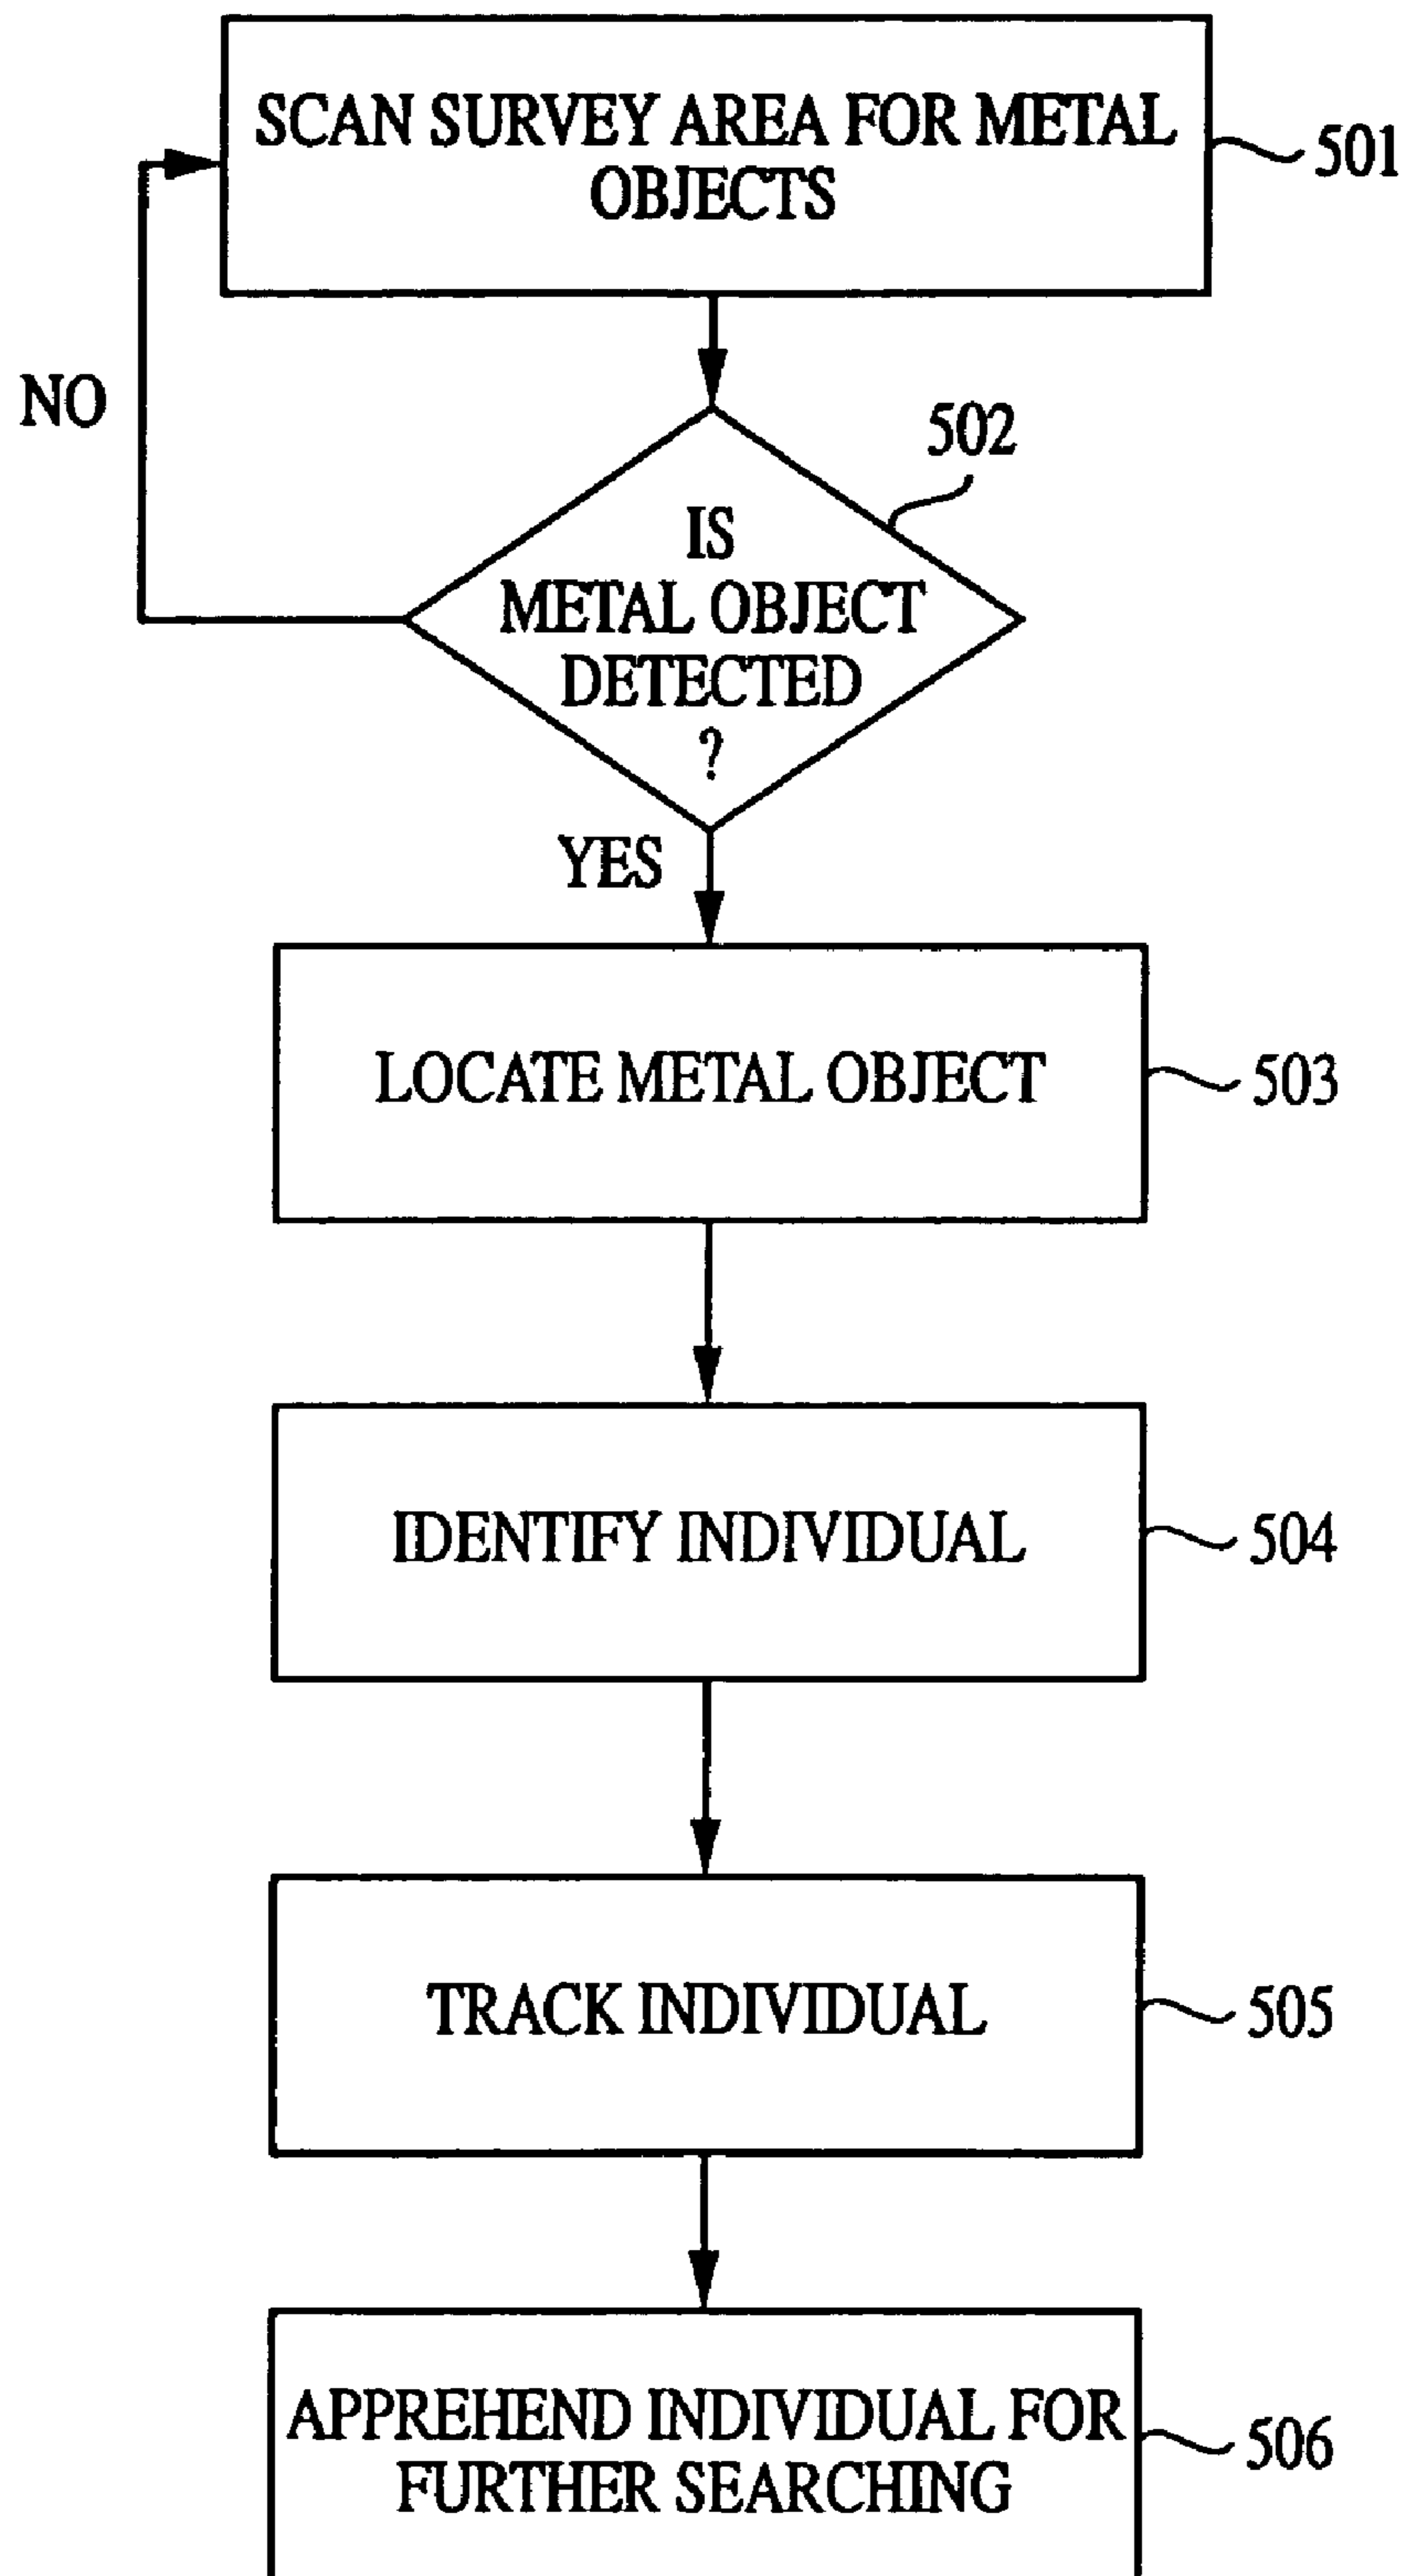 SCAN SURVEY AREA FOR METAL
OBJECTS
501
NO
502
IS
METAL OBJECT
DETECTED
?
YES
LOCATE METAL OBJECT
503
IDENTIFY INDIVIDUAL
504
TRACK INDIVIDUAL
505
APPREHEND INDIVIDUAL FOR
FURTHER SEARCHING
506